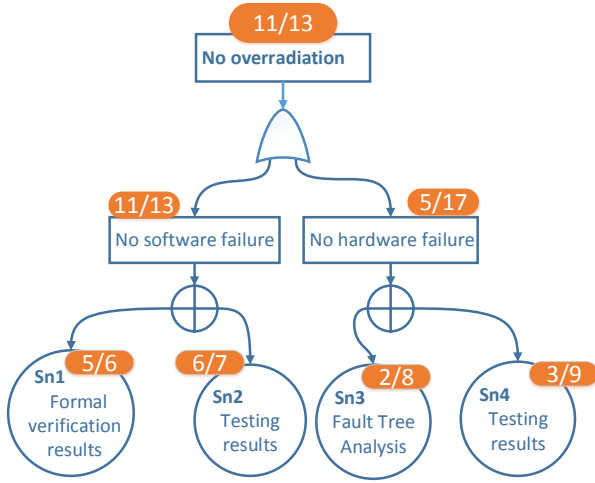 11/13
No overradiation
11/13
5/17
No software failure
No hardware failure
5/6
Sn1
Formal
verification
results
6/7
Sn2
Testing
results
2/8
Sn3
Fault Tree
Analysis
3/9
Sn4
Testing
results